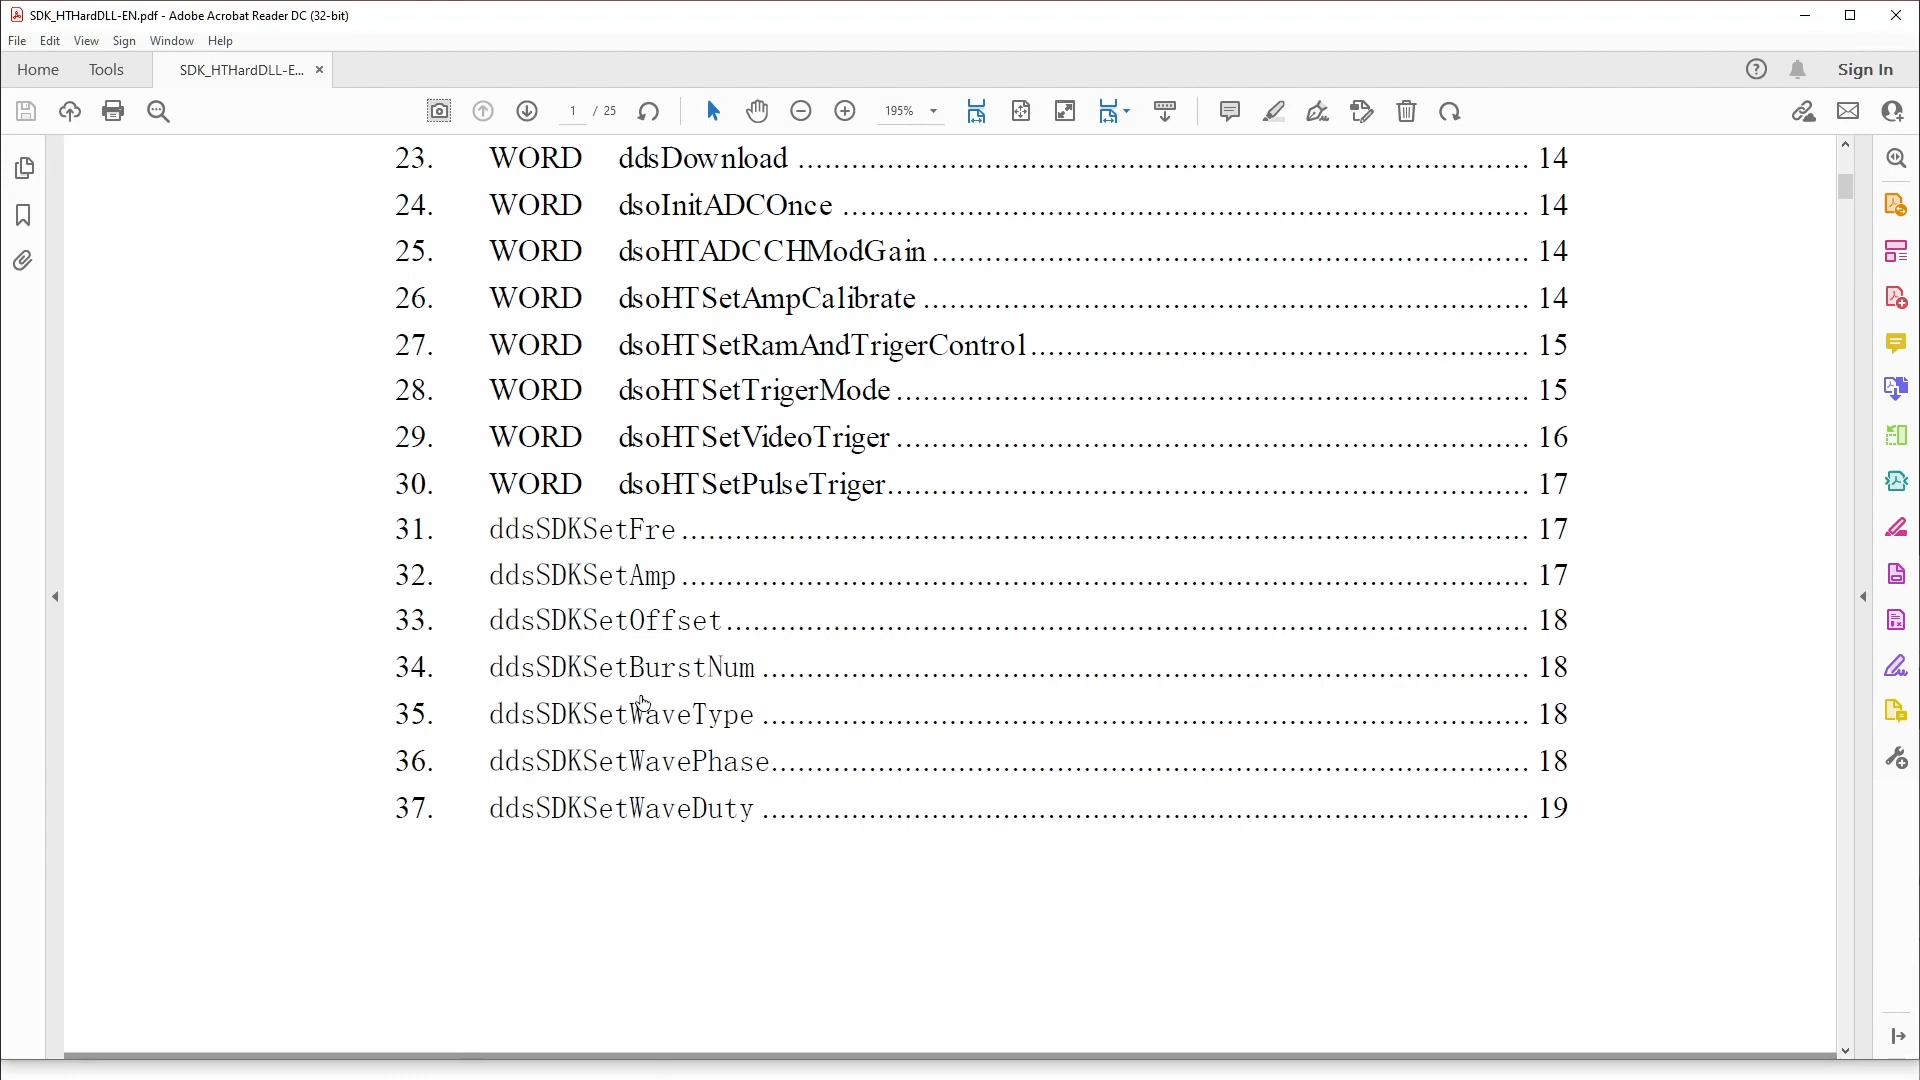 SDK_HTHardDLL-EN.pdf - Adobe Acrobat Reader DC (32-bit)
File Edit View Sign Window Help
Home Tools SDK_HTHardDLL-E... × Sign In
1 / 25 195%
23. WORD ddsDownload ........ 14
24. WORD dsoInitADCOnce ........ 14
25. WORD dsoHTADCCHModGain ........ 14
26. WORD dsoHTSetAmpCalibrate ........ 14
27. WORD dsoHTSetRamAndTrigerControl ........ 15
28. WORD dsoHTSetTrigerMode ........ 15
29. WORD dsoHTSetVideoTriger ........ 16
30. WORD dsoHTSetPulseTriger ........ 17
31. ddsSDKSetFre ........ 17
32. ddsSDKSetAmp ........ 17
33. ddsSDKSetOffset ........ 18
34. ddsSDKSetBurstNum ........ 18
35. ddsSDKSetWaveType ........ 18
36. ddsSDKSetWavePhase ........ 18
37. ddsSDKSetWaveDuty ........ 19